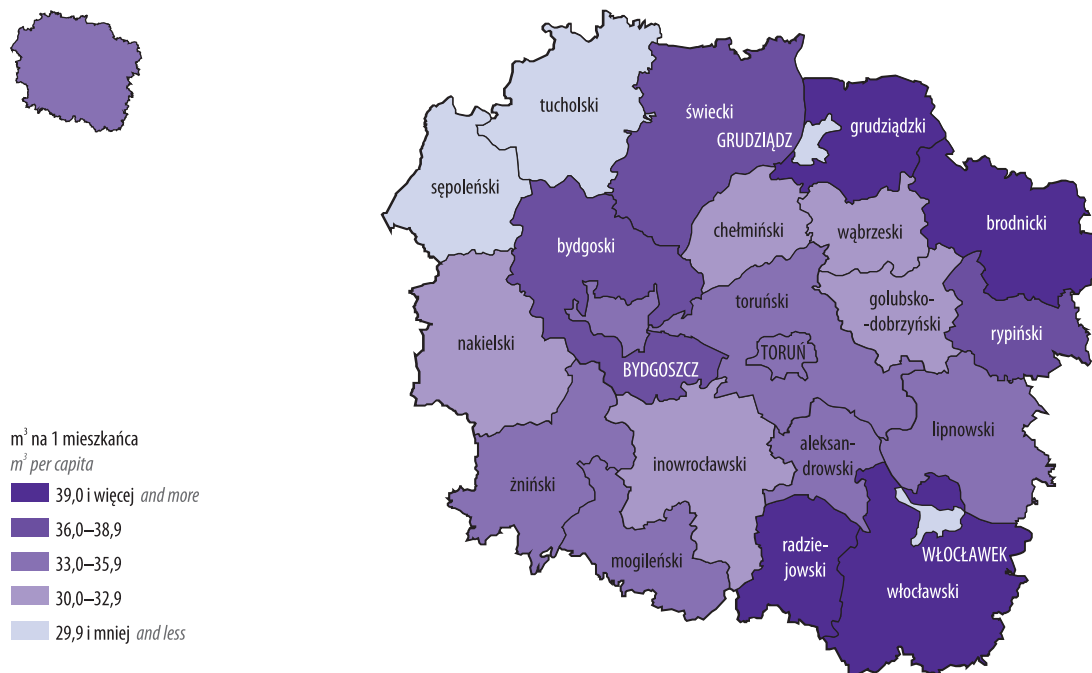 tucholski
świecki
GRUDZIĄDZ
grudziądzki
sępoleński
brodnicki
chełmiński
wąbrzeski
bydgoski
toruński
golubsko-
-dobrzyński
rypiński
nakielski
BYDGOSZCZ
TORUŃ
lipnowski
aleksan-
drowski
inowrocławski
żniński
mogileński
radzie-
jowski
WŁOCŁAWEK
włocławski
m³ na 1 mieszkańca
m³ per capita
39,0 i więcej and more
36,0–38,9
33,0–35,9
30,0–32,9
29,9 i mniej and less